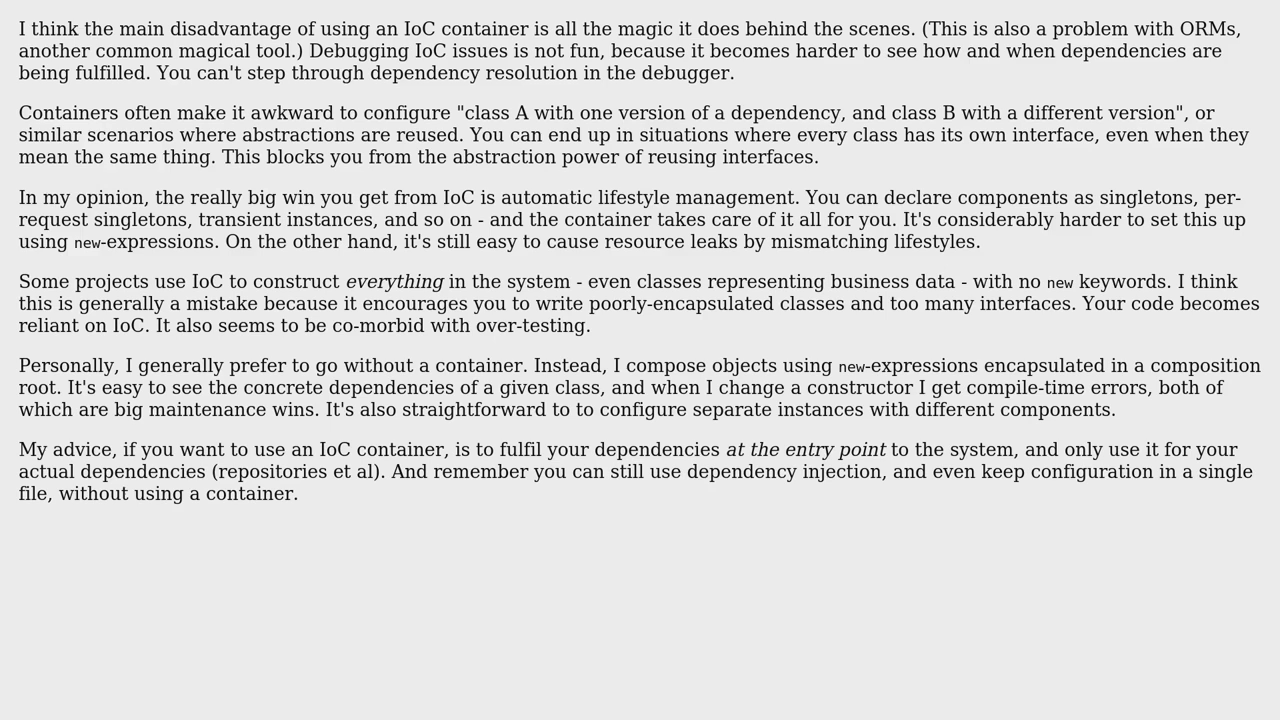 I think the main disadvantage of using an IoC container is all the magic it does behind the scenes. (This is also a problem with ORMs,
another common magical tool.) Debugging IoC issues is not fun, because it becomes harder to see how and when dependencies are
being fulfilled. You can't step through dependency resolution in the debugger.
Containers often make it awkward to configure "class A with one version of a dependency, and class B with a different version", or
similar scenarios where abstractions are reused. You can end up in situations where every class has its own interface, even when they
mean the same thing. This blocks you from the abstraction power of reusing interfaces.
In my opinion, the really big win you get from IoC is automatic lifestyle management. You can declare components as singletons, per-
request singletons, transient instances, and so on - and the container takes care of it all for you. It's considerably harder to set this up
using new-expressions. On the other hand, it's still easy to cause resource leaks by mismatching lifestyles.
Some projects use IoC to construct everything in the system - even classes representing business data - with no new keywords. I think
this is generally a mistake because it encourages you to write poorly-encapsulated classes and too many interfaces. Your code becomes
reliant on IoC. It also seems to be co-morbid with over-testing.
Personally, I generally prefer to go without a container. Instead, I compose objects using new-expressions encapsulated in a composition
root. It's easy to see the concrete dependencies of a given class, and when I change a constructor I get compile-time errors, both of
which are big maintenance wins. It's also straightforward to to configure separate instances with different components.
My advice, if you want to use an IoC container, is to fulfil your dependencies at the entry point to the system, and only use it for your
actual dependencies (repositories et al). And remember you can still use dependency injection, and even keep configuration in a single
file, without using a container.